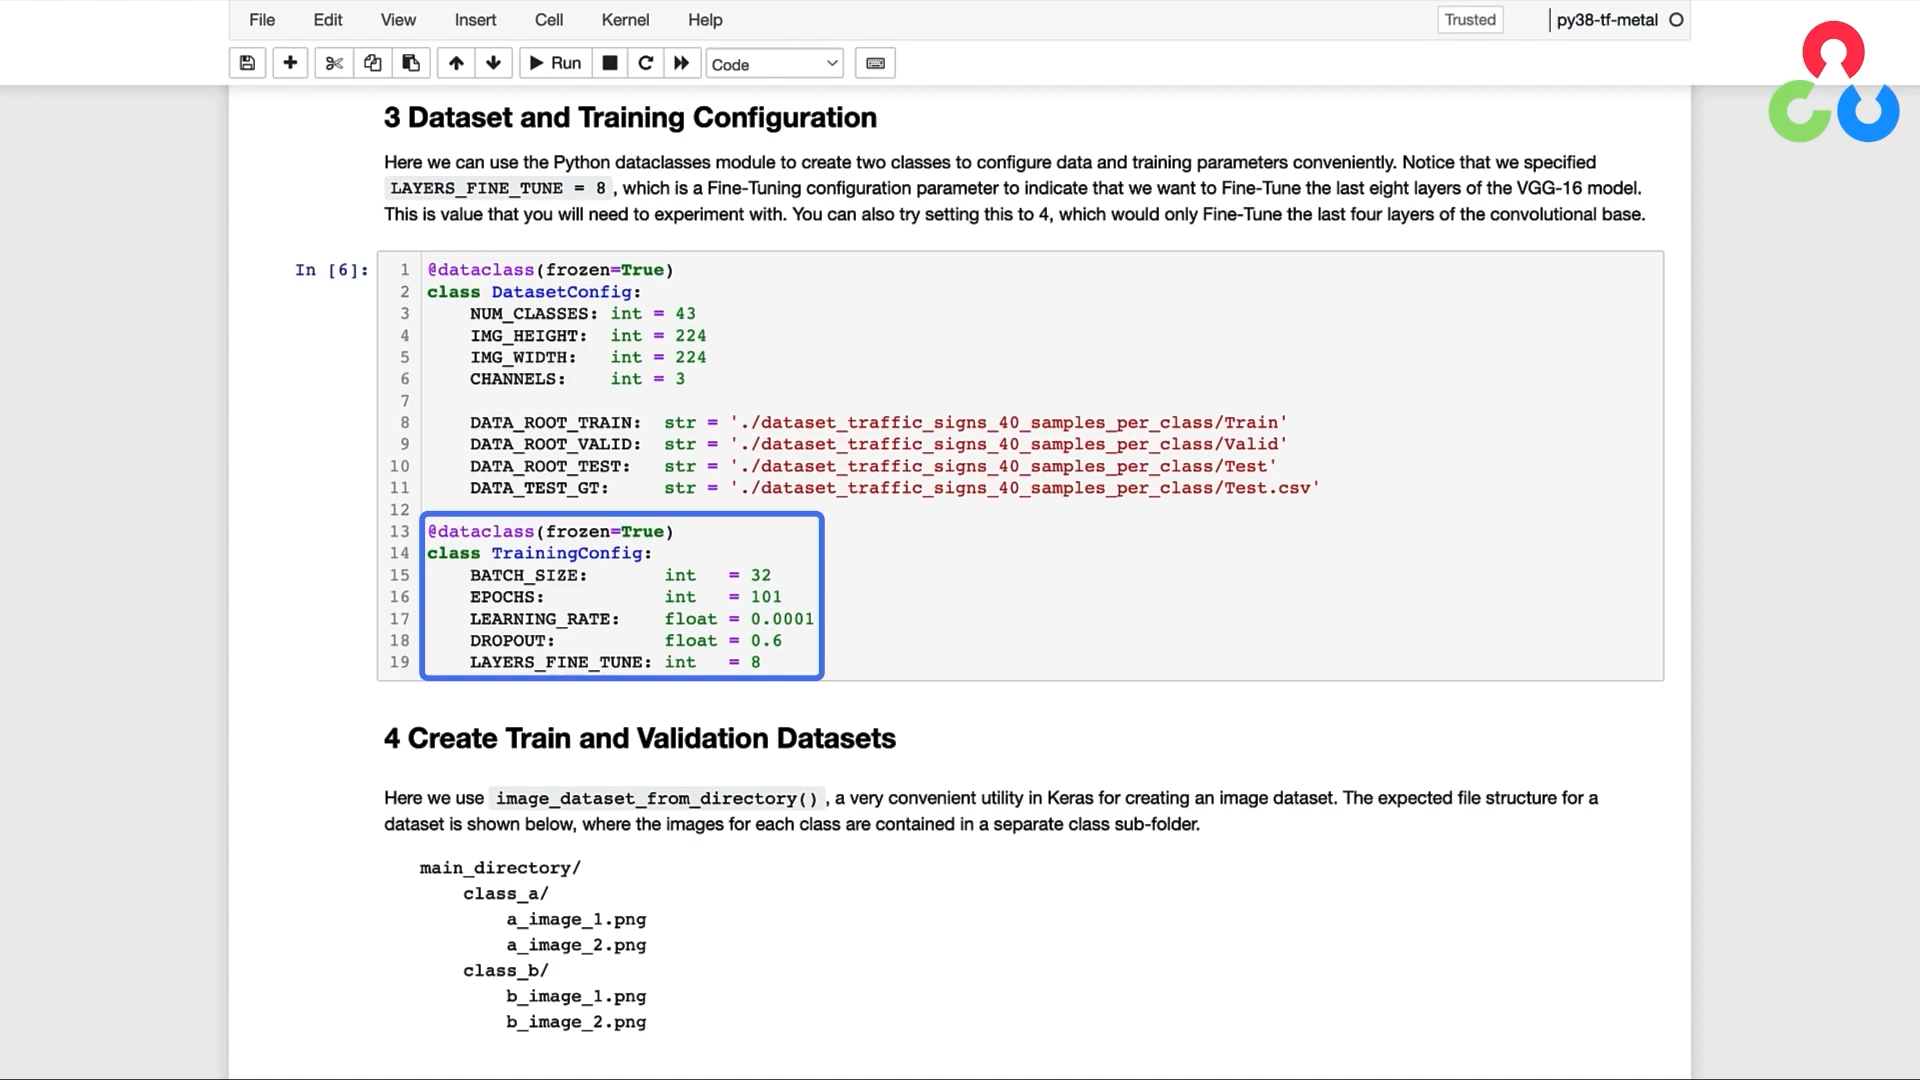 File Edit View Insert Cell Kernel Help Trusted py38-tf-metal
Run Code
3 Dataset and Training Configuration
Here we can use the Python dataclasses module to create two classes to configure data and training parameters conveniently. Notice that we specified
LAYERS_FINE_TUNE = 8 , which is a Fine-Tuning configuration parameter to indicate that we want to Fine-Tune the last eight layers of the VGG-16 model.
This is value that you will need to experiment with. You can also try setting this to 4, which would only Fine-Tune the last four layers of the convolutional base.
In [6]: 1 @dataclass(frozen=True)
2 class DatasetConfig:
3 NUM_CLASSES: int = 43
4 IMG_HEIGHT: int = 224
5 IMG_WIDTH: int = 224
6 CHANNELS: int = 3
7
8 DATA_ROOT_TRAIN: str = './dataset_traffic_signs_40_samples_per_class/Train'
9 DATA_ROOT_VALID: str = './dataset_traffic_signs_40_samples_per_class/Valid'
10 DATA_ROOT_TEST: str = './dataset_traffic_signs_40_samples_per_class/Test'
11 DATA_TEST_GT: str = './dataset_traffic_signs_40_samples_per_class/Test.csv'
12
13 @dataclass(frozen=True)
14 class TrainingConfig:
15 BATCH_SIZE: int = 32
16 EPOCHS: int = 101
17 LEARNING_RATE: float = 0.0001
18 DROPOUT: float = 0.6
19 LAYERS_FINE_TUNE: int = 8
4 Create Train and Validation Datasets
Here we use image_dataset_from_directory() , a very convenient utility in Keras for creating an image dataset. The expected file structure for a
dataset is shown below, where the images for each class are contained in a separate class sub-folder.
main_directory/
class_a/
a_image_1.png
a_image_2.png
class_b/
b_image_1.png
b_image_2.png